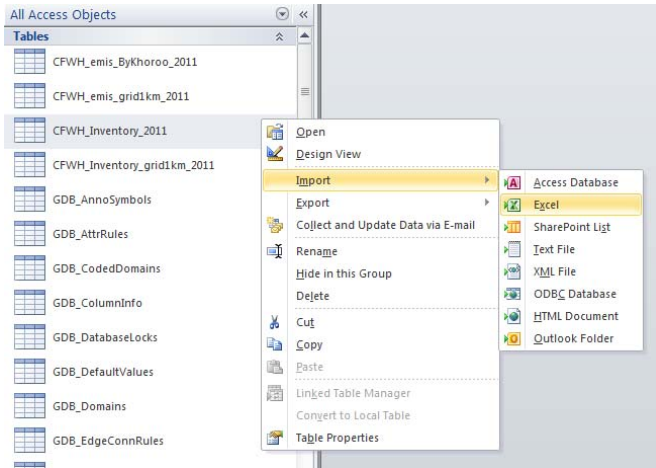 All Access Objects
Tables
CFWH_emis_ByKhoroo_2011
CFWH_emis_grid1km_2011
CFWH_Inventory_2011
CFWH_Inventory_grid1km_2011
GDB_AnnoSymbols
GDB_AttrRules
GDB_CodedDomains
GDB_ColumnInfo
GDB_DatabaseLocks
GDB_DefaultValues
GDB_Domains
GDB_EdgeConnRules
Open
Design View
Import
Export
Collect and Update Data via E-mail
Rename
Hide in this Group
Delete
Cut
Copy
Paste
Linked Table Manager
Convert to Local Table
Table Properties
Access Database
Excel
SharePoint List
Text File
XML File
ODBC Database
HTML Document
Outlook Folder